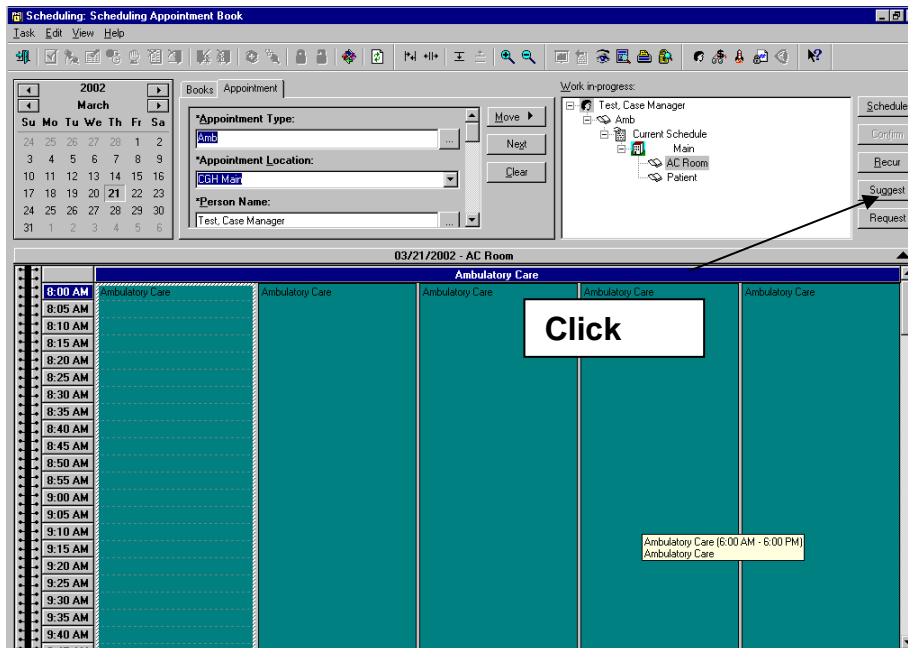 Scheduling: Scheduling Appointment Book
Task Edit View Help
2002
March
Su Mo Tu We Th Fr Sa
24 25 26 27 28 1 2
3 4 5 6 7 8 9
10 11 12 13 14 15 16
17 18 19 20 21 22 23
24 25 26 27 28 29 30
31 1 2 3 4 5 6
Books Appointment
*Appointment Type:
Amb
...
*Appointment Location:
CGH Main
*Person Name:
Test, Case Manager
...
Move
Next
Clear
Work in-progress:
Test, Case Manager
Amb
Current Schedule
Main
AC Room
Patient
Schedule
Confirm
Recur
Suggest
Request
03/21/2002 - AC Room
Ambulatory Care
8:00 AM Ambulatory Care Ambulatory Care Ambulatory Care Ambulatory Care Ambulatory Care
8:05 AM
8:10 AM
8:15 AM
8:20 AM
8:25 AM
8:30 AM
8:35 AM
8:40 AM
8:45 AM
8:50 AM
8:55 AM
9:00 AM
9:05 AM
9:10 AM
9:15 AM
9:20 AM
9:25 AM
9:30 AM
9:35 AM
9:40 AM
Click
Ambulatory Care (6:00 AM - 6:00 PM)
Ambulatory Care